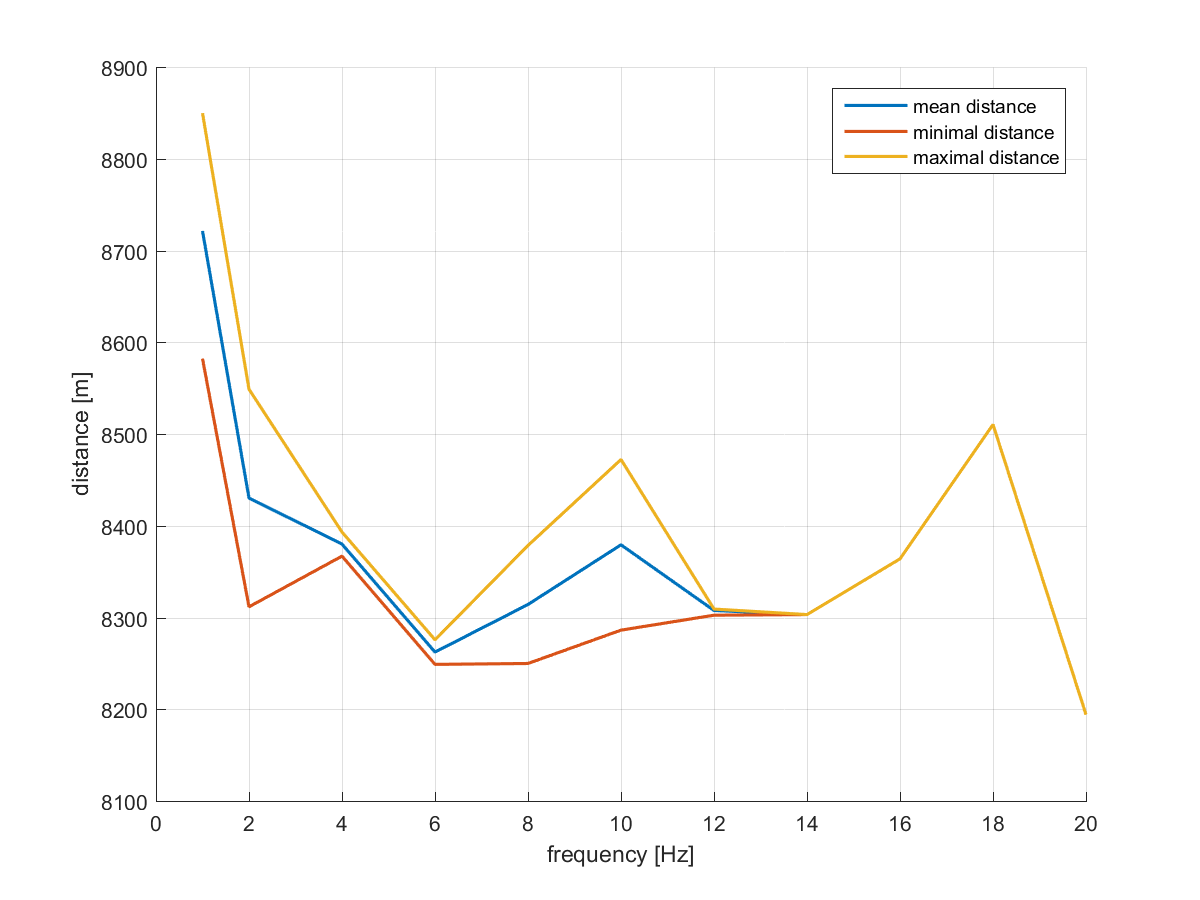 8900
8800
8700
8600
8500
8400
8300
8200
8100
distance [m]
mean distance
minimal distance
maximal distance
0 2 4 6 8 10 12 14 16 18 20
frequency [Hz]